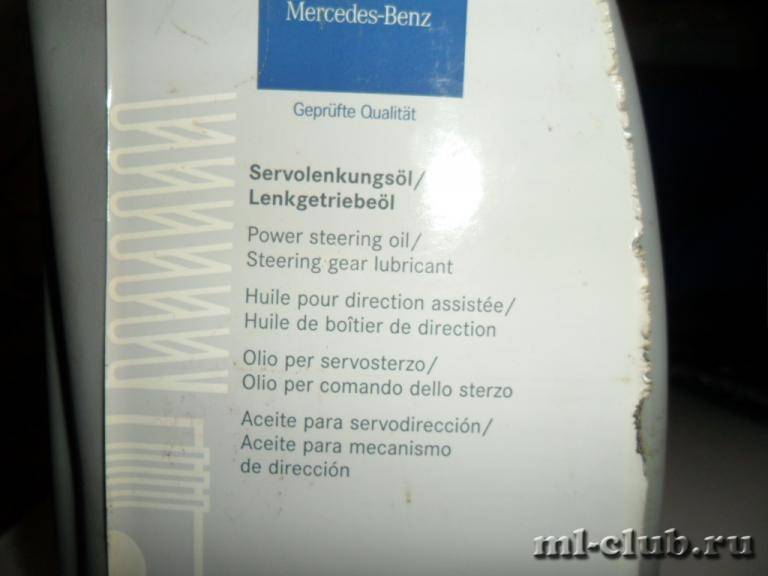 Mercedes-Benz
Geprüfte Qualität
Servolenkungsöl/
Lenkgetriebeöl
Power steering oil/
Steering gear lubricant
Huile pour direction assistée/
Huile de boîtier de direction
Olio per servosterzo/
Olio per comando dello sterzo
Aceite para servodirección/
Aceite para mecanismo
de dirección
ml-club.ru